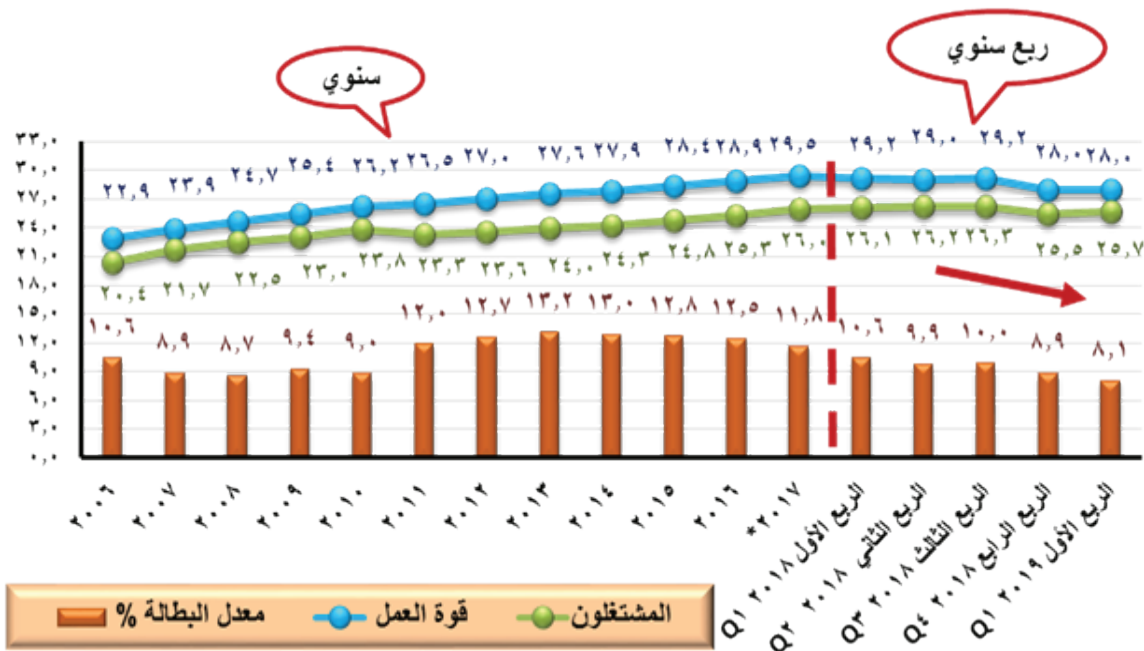 سنوي
ربع سنوي
٣٣,٠
٣٠,٠
٢٧,٠
٢٤,٠
٢١,٠
١٨,٠
١٥,٠
١٢,٠
٩,٠
٦,٠
٣,٠
٠,٠
٢٢,٩ ٢٣,٩ ٢٤,٧ ٢٥,٤ ٢٦,٢ ٢٦,٥ ٢٧,٠ ٢٧,٦ ٢٧,٩ ٢٨,٤ ٢٨,٩ ٢٩,٥ ٢٩,٢ ٢٩,٠ ٢٩,٢ ٢٨,٠ ٢٨,٠
٢٠,٤ ٢١,٧ ٢٢,٥ ٢٣,٠ ٢٣,٨ ٢٣,٣ ٢٣,٦ ٢٤,٠ ٢٤,٣ ٢٤,٨ ٢٥,٣ ٢٦,٠ ٢٦,١ ٢٦,٢ ٢٦,٣ ٢٥,٥ ٢٥,٧
١٠,٦ ٨,٩ ٨,٧ ٩,٤ ٩,٠ ١٢,٠ ١٢,٧ ١٣,٢ ١٣,٠ ١٢,٨ ١٢,٥ ١١,٨ ١٠,٦ ٩,٩ ١٠,٠ ٨,٩ ٨,١
٢٠٠٦
٢٠٠٧
٢٠٠٨
٢٠٠٩
٢٠١٠
٢٠١١
٢٠١٢
٢٠١٣
٢٠١٤
٢٠١٥
٢٠١٦
٢٠١٧*
الربع الأول ٢٠١٨ Q١
الربع الثاني ٢٠١٨ Q٢
الربع الثالث ٢٠١٨ Q٣
الربع الرابع ٢٠١٨ Q٤
الربع الأول ٢٠١٩ Q١
المشتغلون
قوة العمل
معدل البطالة %